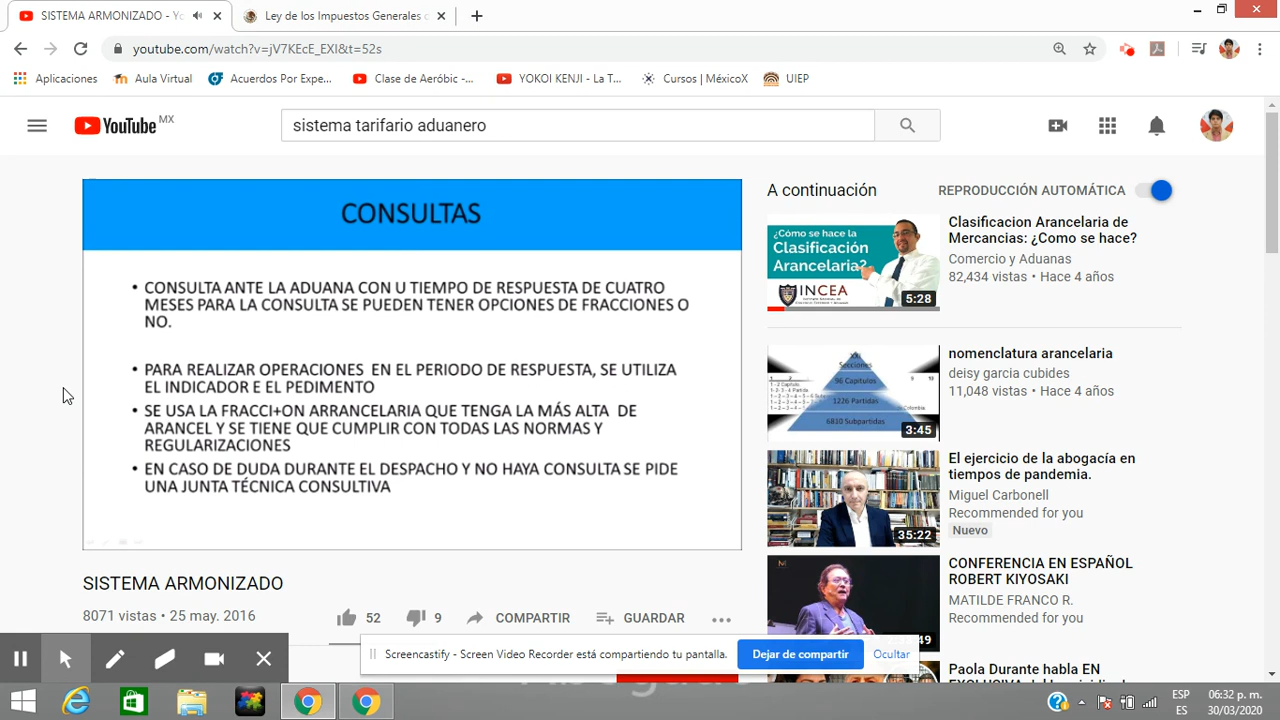 SISTEMA ARMONIZADO - Yo
Ley de los Impuestos Generales d
youtube.com/watch?v=jV7KEcE_EXI&t=52s
Aplicaciones
Aula Virtual
Acuerdos Por Expe...
Clase de Aeróbic -...
YOKOI KENJI - La T...
Cursos | MéxicoX
UIEP
YouTube MX
sistema tarifario aduanero
CONSULTAS
• CONSULTA ANTE LA ADUANA CON U TIEMPO DE RESPUESTA DE CUATRO
MESES PARA LA CONSULTA SE PUEDEN TENER OPCIONES DE FRACCIONES O
NO.
• PARA REALIZAR OPERACIONES EN EL PERIODO DE RESPUESTA, SE UTILIZA
EL INDICADOR E EL PEDIMENTO
• SE USA LA FRACCI+ON ARRANCELARIA QUE TENGA LA MÁS ALTA DE
ARANCEL Y SE TIENE QUE CUMPLIR CON TODAS LAS NORMAS Y
REGULARIZACIONES
• EN CASO DE DUDA DURANTE EL DESPACHO Y NO HAYA CONSULTA SE PIDE
UNA JUNTA TÉCNICA CONSULTIVA
SISTEMA ARMONIZADO
8071 vistas • 25 may. 2016
52
9
COMPARTIR
GUARDAR
A continuación
REPRODUCCIÓN AUTOMÁTICA
¿Cómo se hace la
Clasificación
Arancelaria?
INCEA
5:28
Clasificacion Arancelaria de
Mercancias: ¿Como se hace?
Comercio y Aduanas
82,434 vistas • Hace 4 años
XXI
Secciones
96 Capitulos
1226 Partidas
6810 Subpartidas
3:45
nomenclatura arancelaria
deisy garcia cubides
11,048 vistas • Hace 4 años
35:22
El ejercicio de la abogacía en
tiempos de pandemia.
Miguel Carbonell
Recommended for you
Nuevo
CONFERENCIA EN ESPAÑOL
ROBERT KIYOSAKI
MATILDE FRANCO R.
Recommended for you
Paola Durante habla EN
Screencastify - Screen Video Recorder está compartiendo tu pantalla.
Dejar de compartir
Ocultar
ESP
ES
06:32 p. m.
30/03/2020